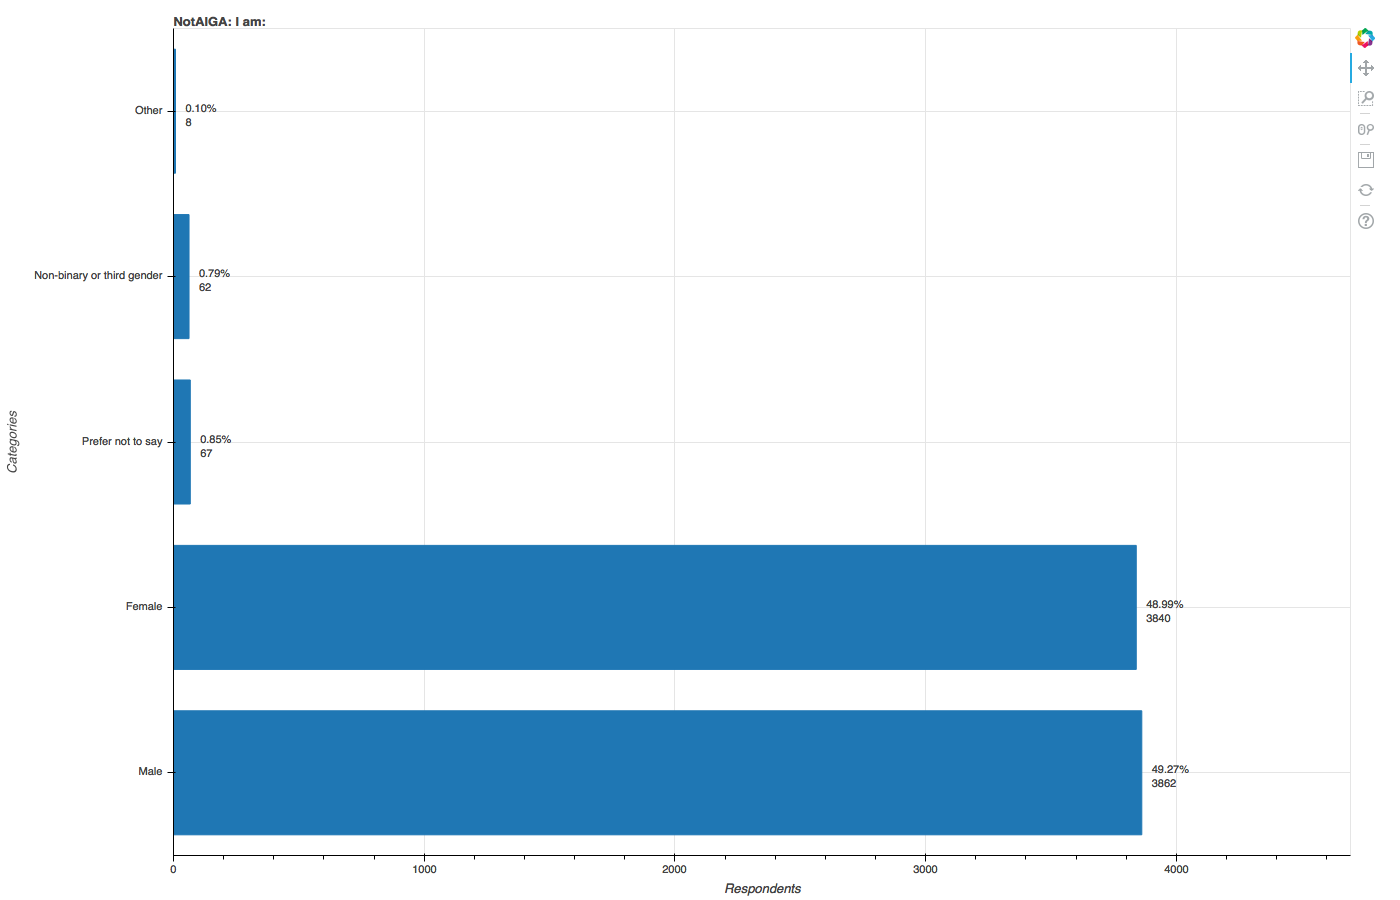 NotAIGA: I am:
Other
0.10%
8
Non-binary or third gender
0.79%
62
Prefer not to say
0.85%
67
Female
48.99%
3840
Male
49.27%
3862
0 1000 2000 3000 4000
Respondents
Categories